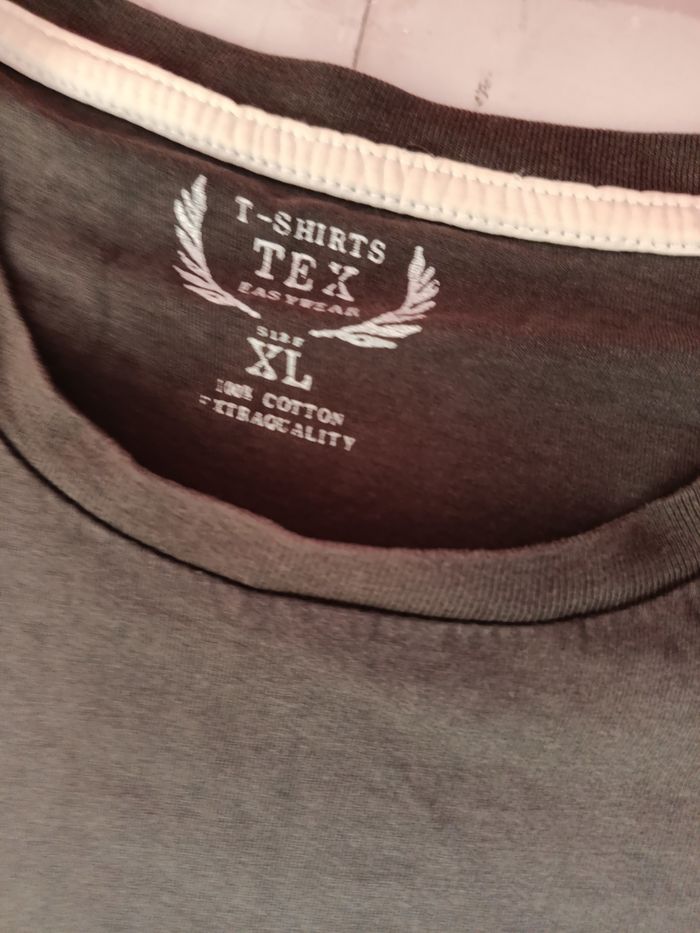 T-SHIRTS
TEX
EASYWEAR
SIZE
XL
100% COTTON
EXTRAQUALITY